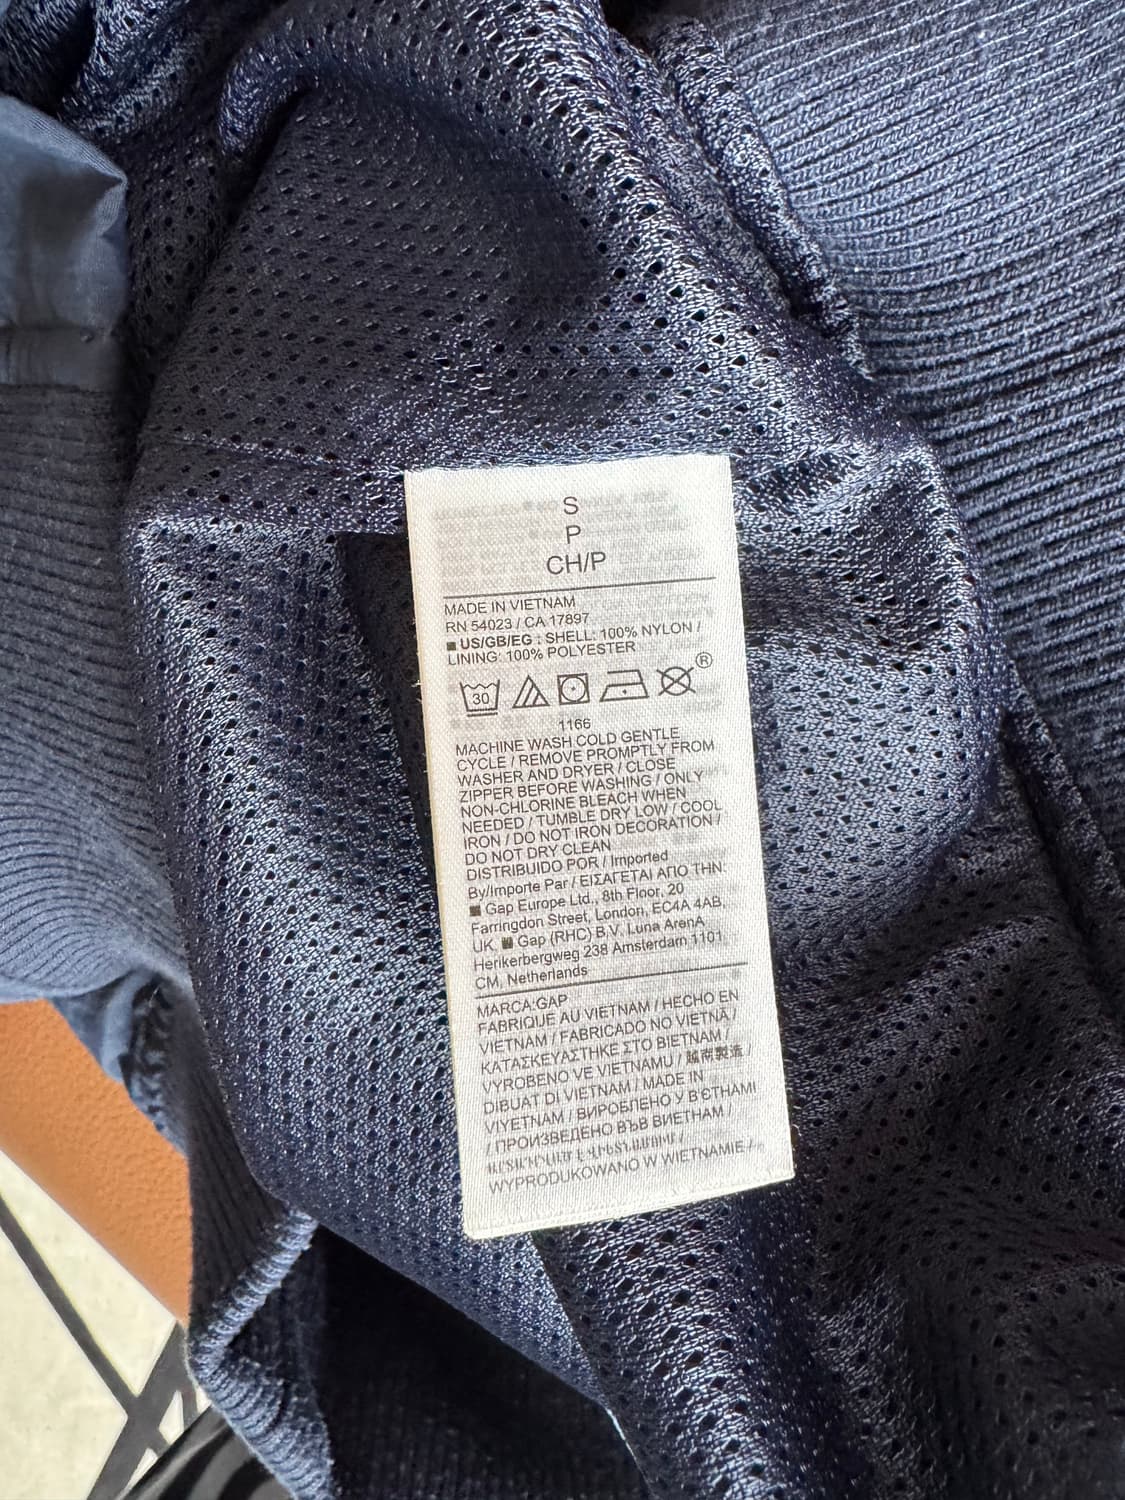 S
P
CH/P
MADE IN VIETNAM
RN 54023 / CA 17897
■ US/GB/EG : SHELL: 100% NYLON /
LINING: 100% POLYESTER
30 ®
1166
MACHINE WASH COLD GENTLE
CYCLE / REMOVE PROMPTLY FROM
WASHER AND DRYER / CLOSE
ZIPPER BEFORE WASHING / ONLY
NON-CHLORINE BLEACH WHEN
NEEDED / TUMBLE DRY LOW / COOL
IRON / DO NOT IRON DECORATION /
DO NOT DRY CLEAN
DISTRIBUIDO POR / Imported
By/Importe Par / ΕΙΣΑΓΕΤΑΙ ΑΠΟ ΤΗΝ:
■ Gap Europe Ltd., 8th Floor, 20
Farringdon Street, London, EC4A 4AB,
UK, ■ Gap (RHC) B.V. Luna ArenA
Herikerbergweg 238 Amsterdam 1101
CM, Netherlands
MARCA:GAP
FABRIQUÉ AU VIETNAM / HECHO EN
VIETNAM / FABRICADO NO VIETNÃ /
ΚΑΤΑΣΚΕΥΑΣΤΗΚΕ ΣΤΟ ΒΙΕΤΝΑΜ /
VYROBENO VE VIETNAMU / 越南製造 /
DIBUAT DI VIETNAM / MADE IN
VIYETNAM / ВИРОБЛЕНО У В'ЄТНАМІ
/ ПРОИЗВЕДЕНО ВЪВ ВИЕТНАМ /
WYPRODUKOWANO W WIETNAMIE /